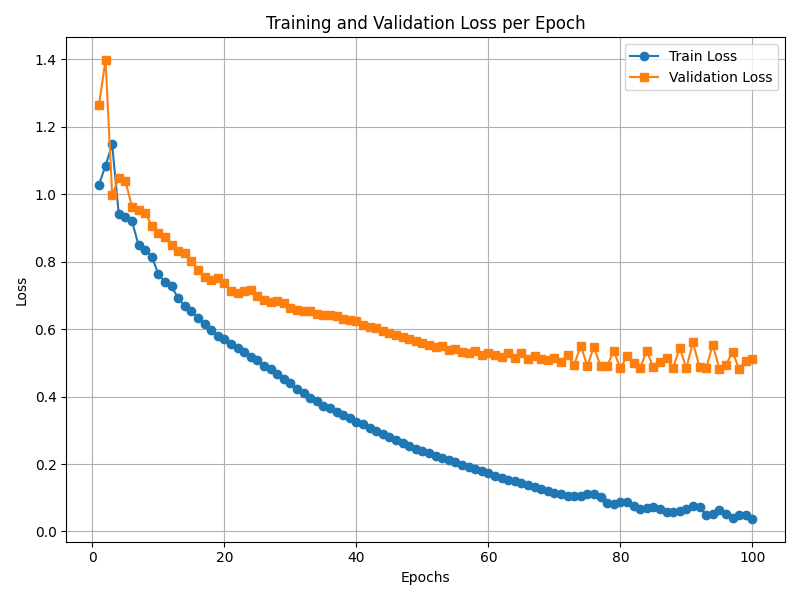 Training and Validation Loss per Epoch
Train Loss
Validation Loss
1.4
1.2
1.0
0.8
0.6
0.4
0.2
0.0
Loss
0 20 40 60 80 100
Epochs